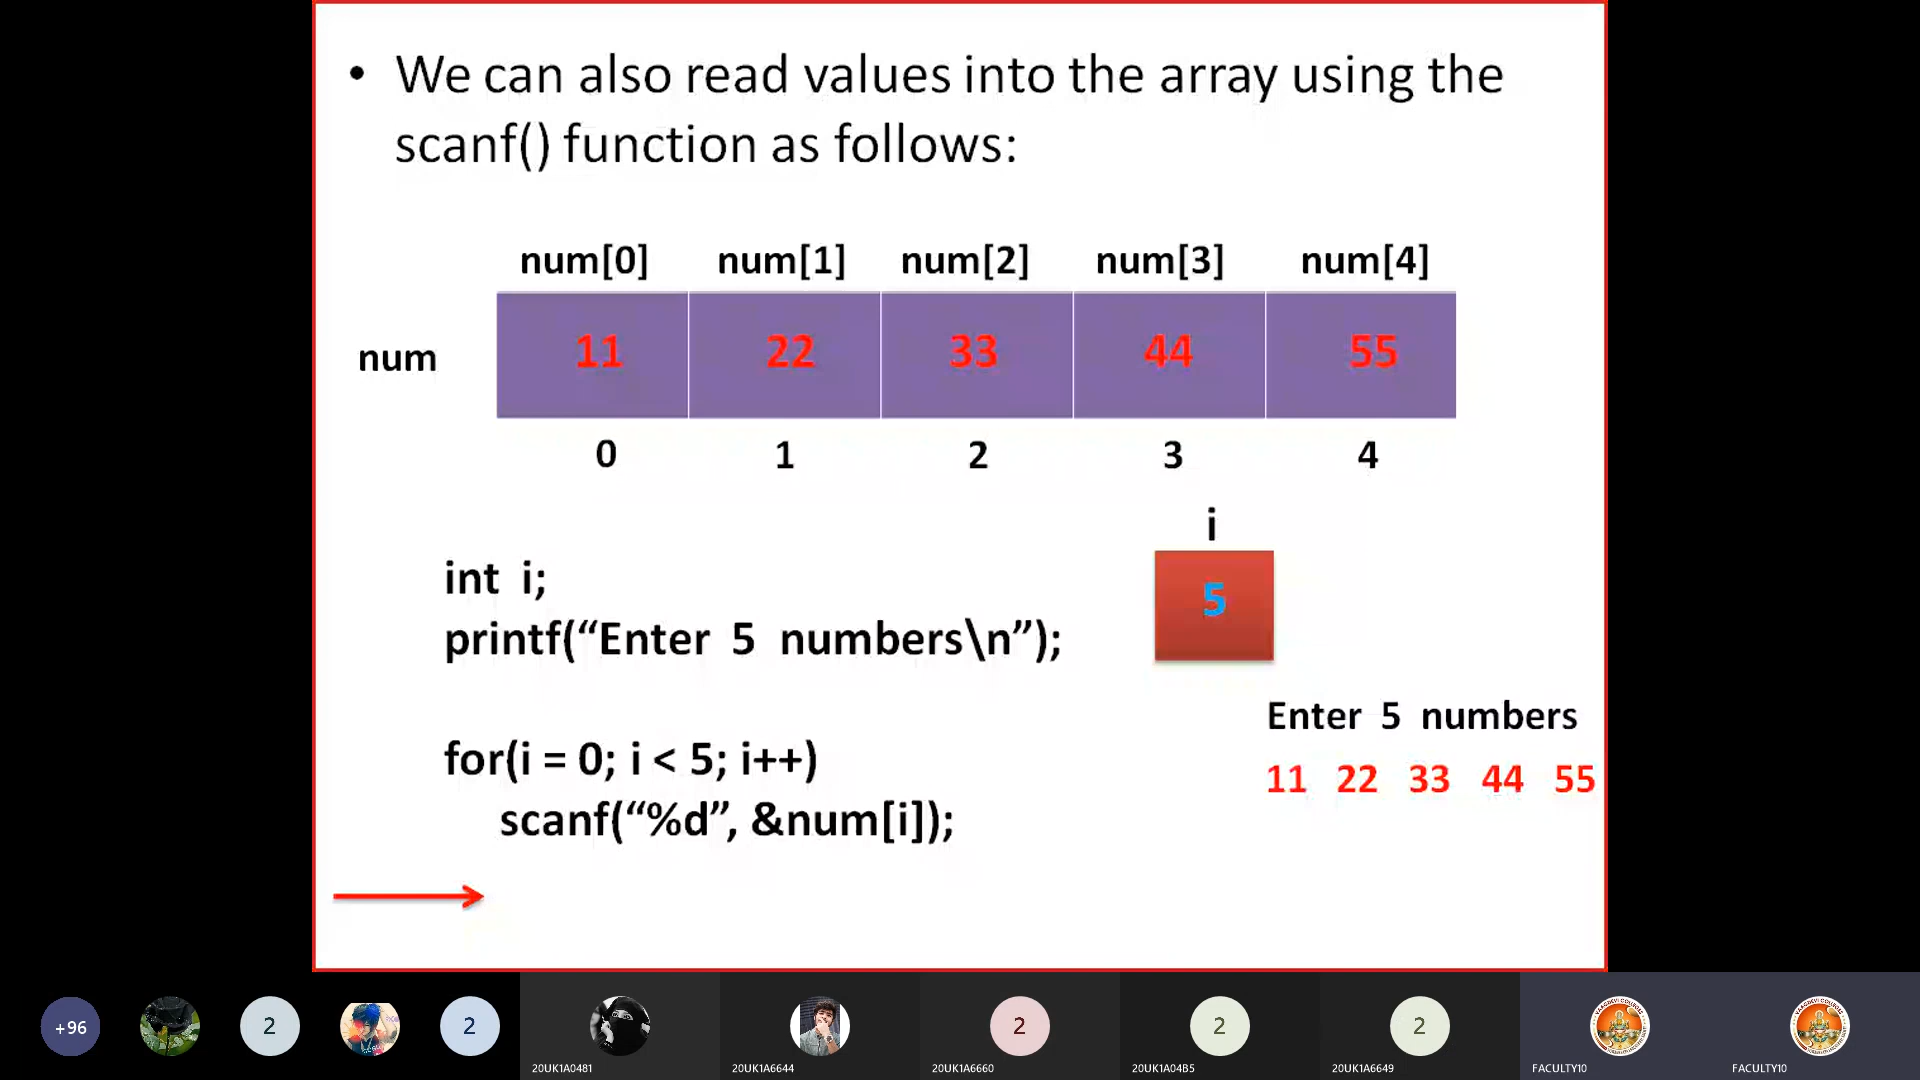 • We can also read values into the array using the
scanf() function as follows:
num[0] num[1] num[2] num[3] num[4]
num 11 22 33 44 55
0 1 2 3 4
i
5
int i;
printf(“Enter 5 numbers\n”);
for(i = 0; i < 5; i++)
scanf(“%d”, &num[i]);
Enter 5 numbers
11 22 33 44 55
+96 2 2 2 2 2
20UK1A0481 20UK1A6644 20UK1A6660 20UK1A04B5 20UK1A6649 FACULTY10 FACULTY10